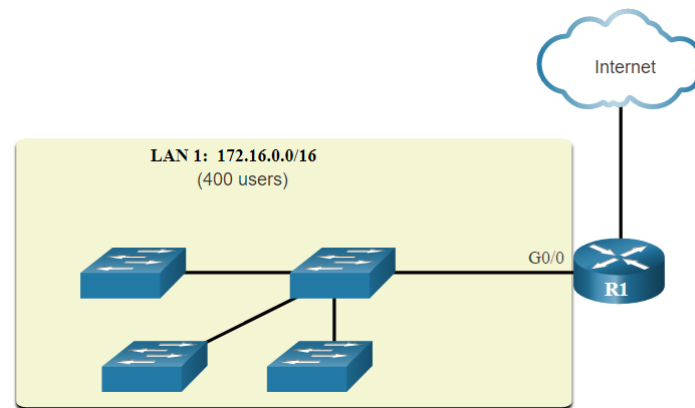 Internet
LAN 1: 172.16.0.0/16
(400 users)
G0/0
R1